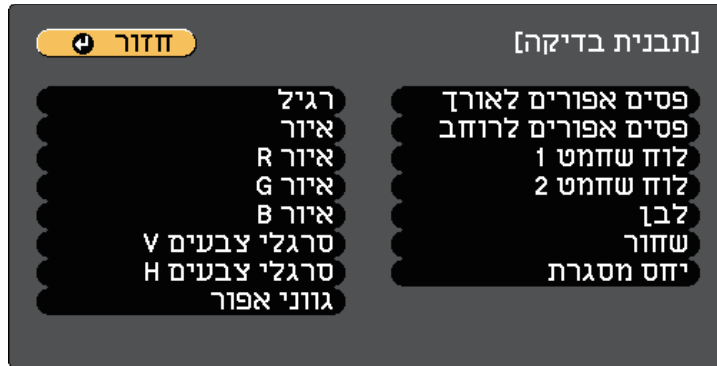 [תבנית בדיקה]
חזור
פסים אפורים לאורך
פסים אפורים לרוחב
לוח שחמט 1
לוח שחמט 2
לבן
שחור
יחס מסגרת
רגיל
איור
איור R
איור G
איור B
סרגלי צבעים V
סרגלי צבעים H
גווני אפור